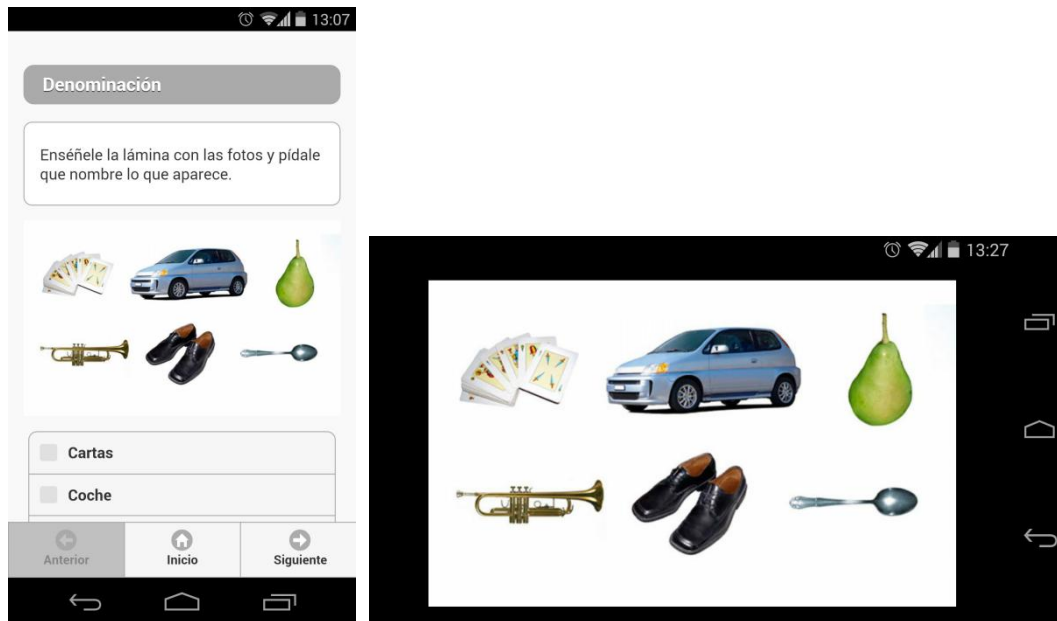 13:07
Denominación
Enséñele la lámina con las fotos y pídale
que nombre lo que aparece.
Cartas
Coche
Anterior
Inicio
Siguiente
13:27